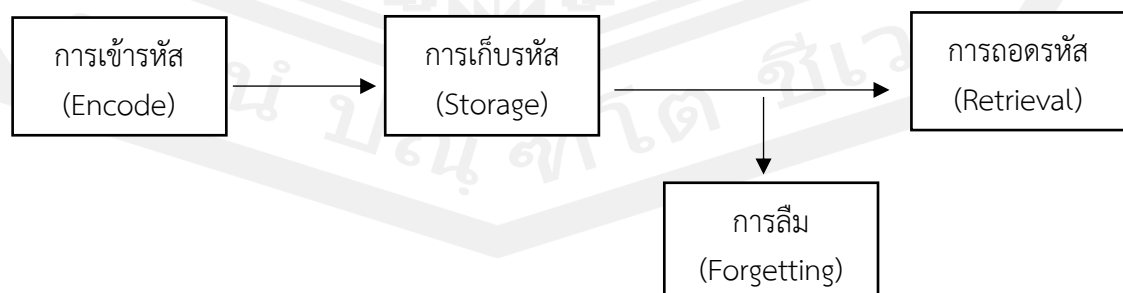 การเข้ารหัส
(Encode)
การเก็บรหัส
(Storage)
การถอดรหัส
(Retrieval)
การลืม
(Forgetting)